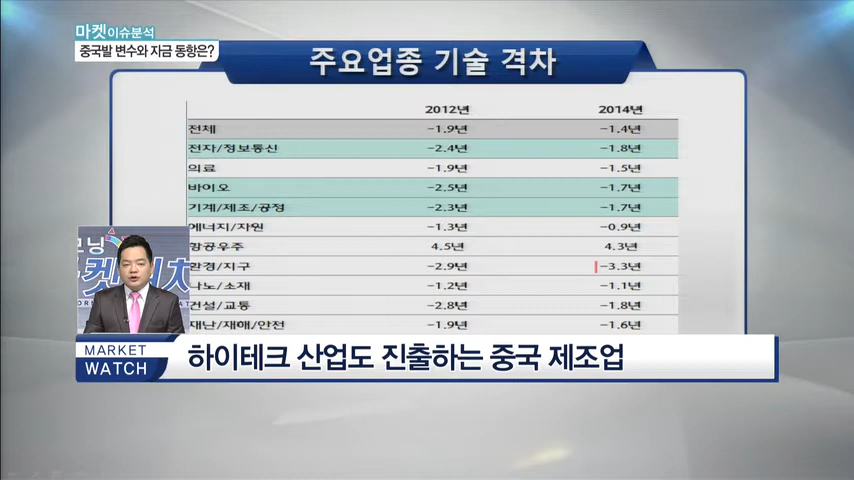 마켓이슈분석
중국발 변수와 자금 동향은?
주요업종 기술 격차
2012년 2014년
전체 -1.9년 -1.4년
전자/정보통신 -2.4년 -1.8년
의료 -1.9년 -1.5년
바이오 -2.5년 -1.7년
기계/제조/공정 -2.3년 -1.7년
에너지/자원 -1.3년 -0.9년
항공우주 4.5년 4.3년
환경/지구 -2.9년 -3.3년
나노/소재 -1.2년 -1.1년
건설/교통 -2.8년 -1.8년
재난/재해/안전 -1.9년 -1.6년
MARKET
WATCH
하이테크 산업도 진출하는 중국 제조업